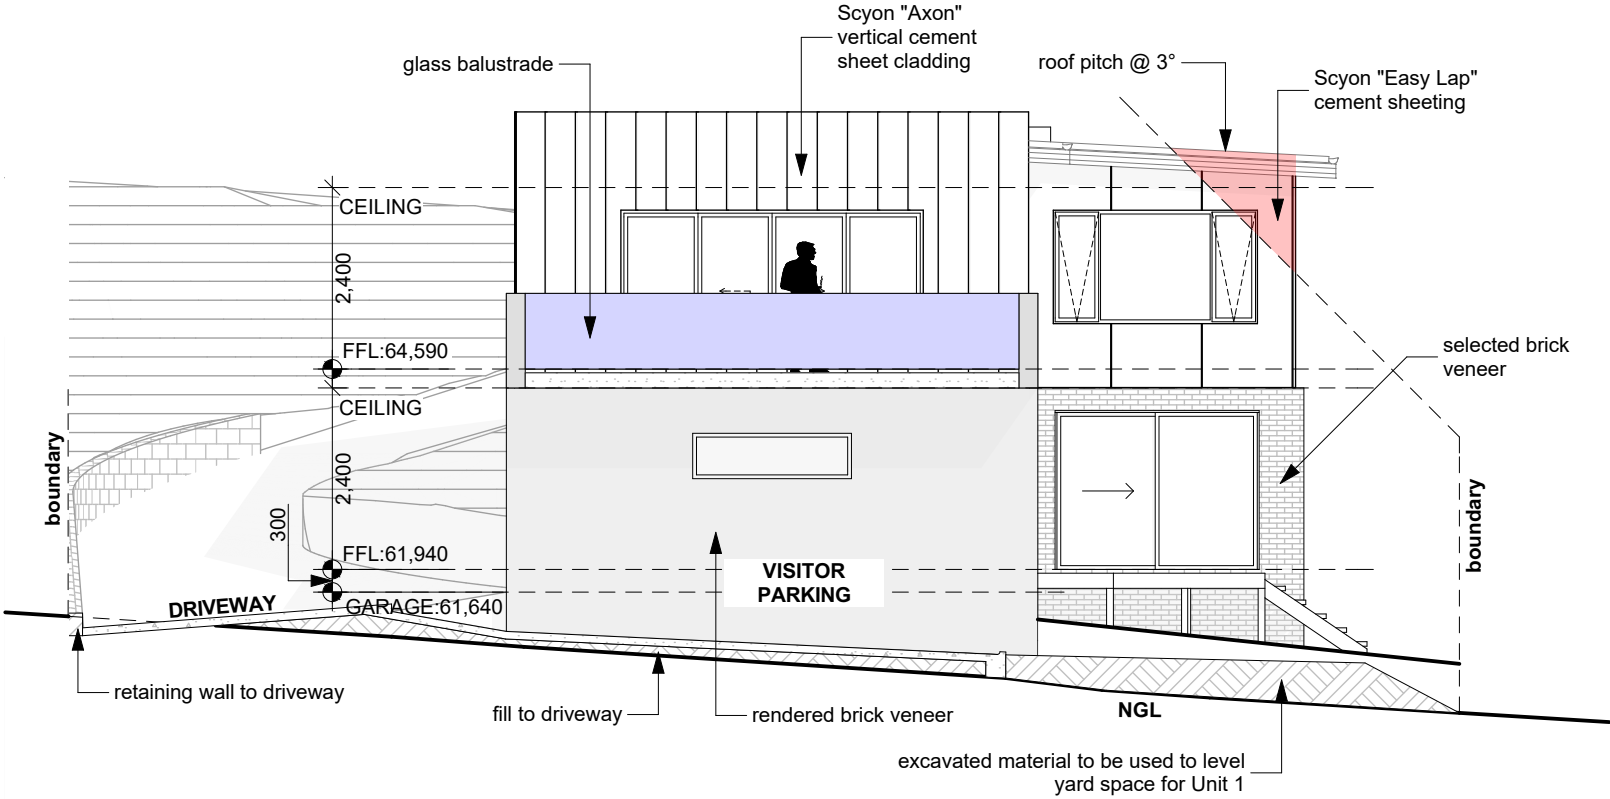 Scyon "Axon"
vertical cement
sheet cladding
glass balustrade
roof pitch @ 3°
Scyon "Easy Lap"
cement sheeting
CEILING
2,400
FFL:64,590
CEILING
selected brick
veneer
boundary
2,400
300
boundary
FFL:61,940
VISITOR
PARKING
DRIVEWAY
GARAGE:61,640
retaining wall to driveway
fill to driveway
rendered brick veneer
NGL
excavated material to be used to level
yard space for Unit 1